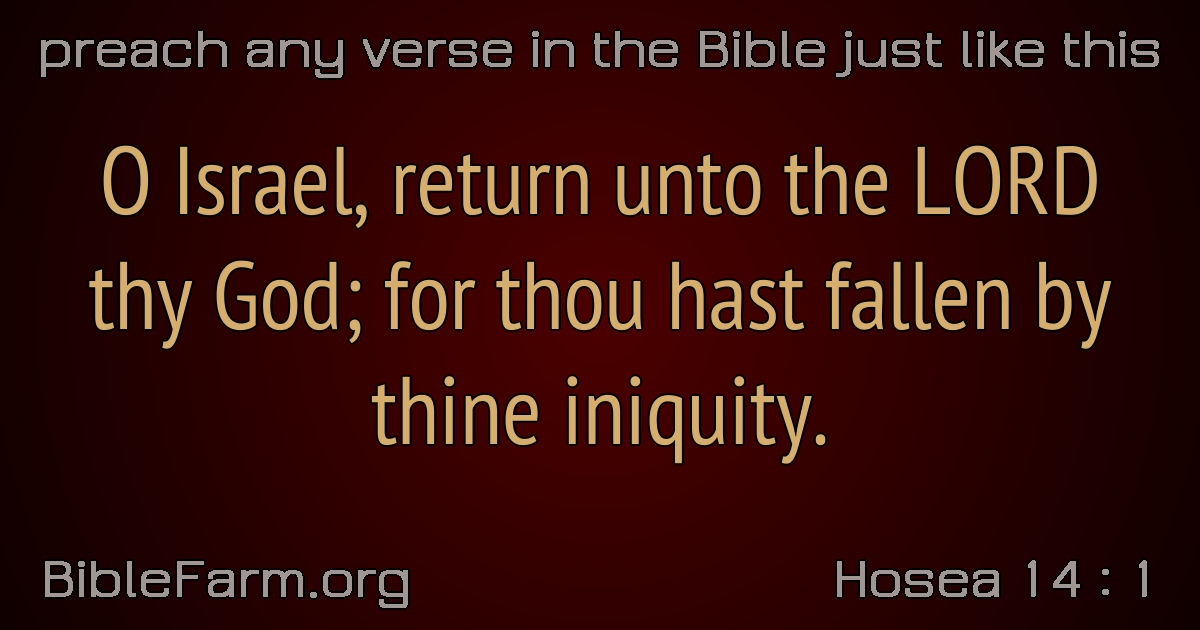 preach any verse in the Bible just like this
O Israel, return unto the LORD
thy God; for thou hast fallen by
thine iniquity.
BibleFarm.org
Hosea 14 : 1